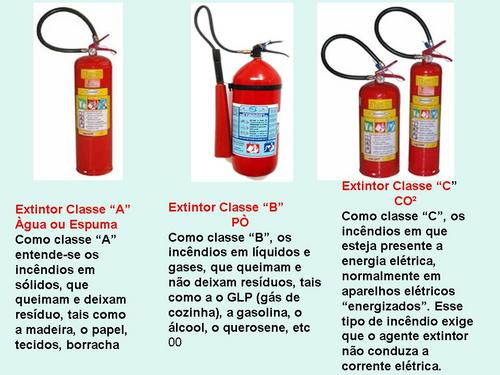 Extintor Classe “A”
Àgua ou Espuma
Como classe “A”
entende-se os
incêndios em
sólidos, que
queimam e deixam
resíduo, tais como
a madeira, o papel,
tecidos, borracha
Extintor Classe “B”
PÒ
Como classe “B”, os
incêndios em líquidos e
gases, que queimam e
não deixam resíduos, tais
como a o GLP (gás de
cozinha), a gasolina, o
álcool, o querosene, etc
00
Extintor Classe “C”
CO²
Como classe “C”, os
incêndios em que
esteja presente a
energia elétrica,
normalmente em
aparelhos elétricos
“energizados”. Esse
tipo de incêndio exige
que o agente extintor
não conduza a
corrente elétrica.